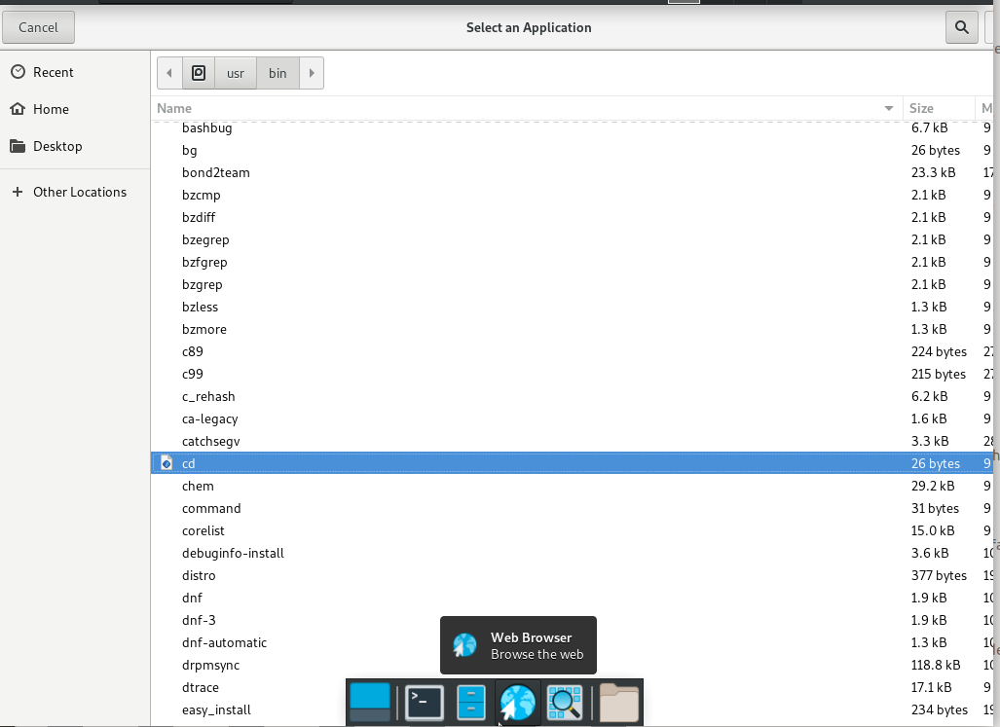 Cancel
Select an Application
Recent
Home
Desktop
Other Locations
usr
bin
Name
Size
M
bashbug 6.7 kB 9
bg 26 bytes 9
bond2team 23.3 kB 17
bzcmp 2.1 kB 9
bzdiff 2.1 kB 9
bzegrep 2.1 kB 9
bzfgrep 2.1 kB 9
bzgrep 2.1 kB 9
bzless 1.3 kB 9
bzmore 1.3 kB 9
c89 224 bytes 27
c99 215 bytes 27
c_rehash 6.2 kB 9
ca-legacy 1.6 kB 9
catchsegv 3.3 kB 28
cd 26 bytes 9
chem 29.2 kB 9
command 31 bytes 9
corelist 15.0 kB 9
debuginfo-install 3.6 kB 10
distro 377 bytes 19
dnf 1.9 kB 10
dnf-3 1.9 kB 10
dnf-automatic 1.3 kB 10
drpmsync 118.8 kB 10
dtrace 17.1 kB 9
easy_install 234 bytes 19
Web Browser
Browse the web